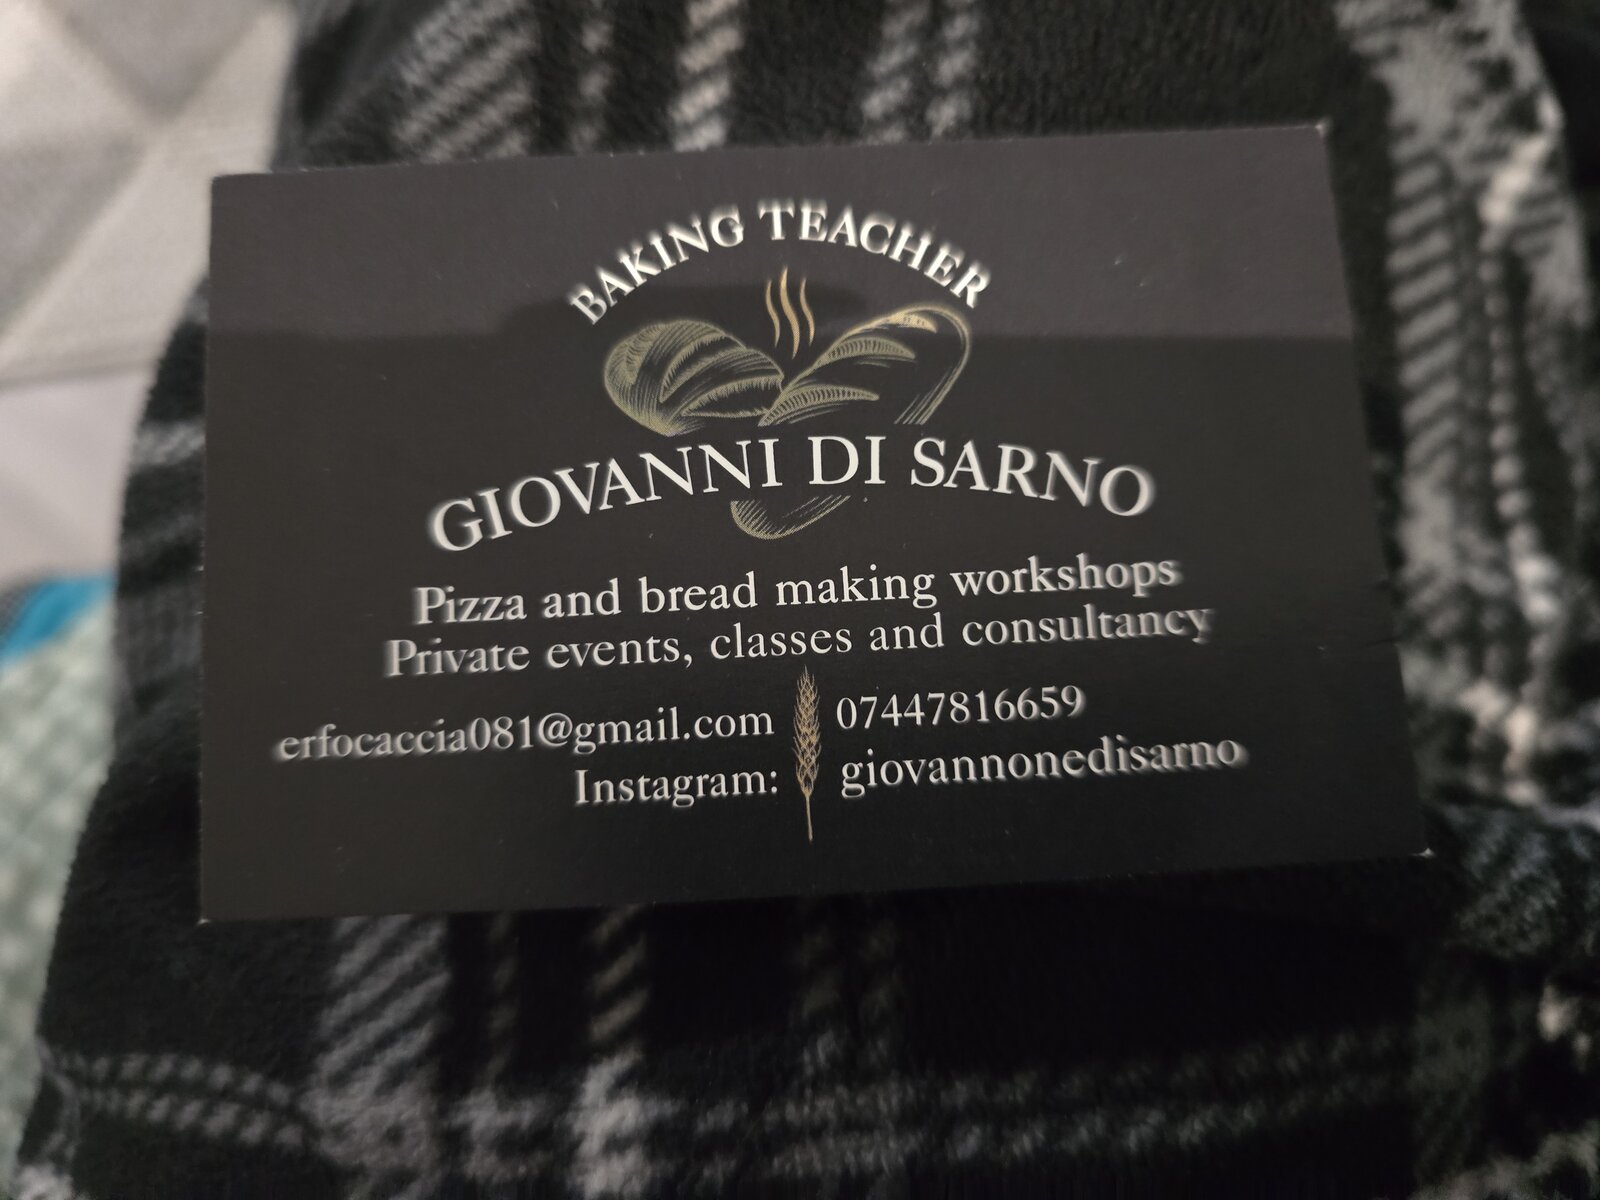 BAKING TEACHER
GIOVANNI DI SARNO
Pizza and bread making workshops
Private events, classes and consultancy
erfocaccia081@gmail.com 07447816659
Instagram: giovannonedisarno